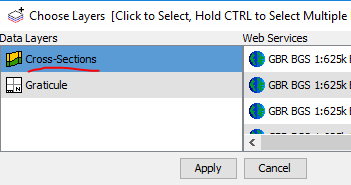 Choose Layers [Click to Select, Hold CTRL to Select Multiple
Data Layers
Web Services
Cross-Sections
GBR BGS 1:625k
Graticule
GBR BGS 1:625k
GBR BGS 1:625k
Apply
Cancel